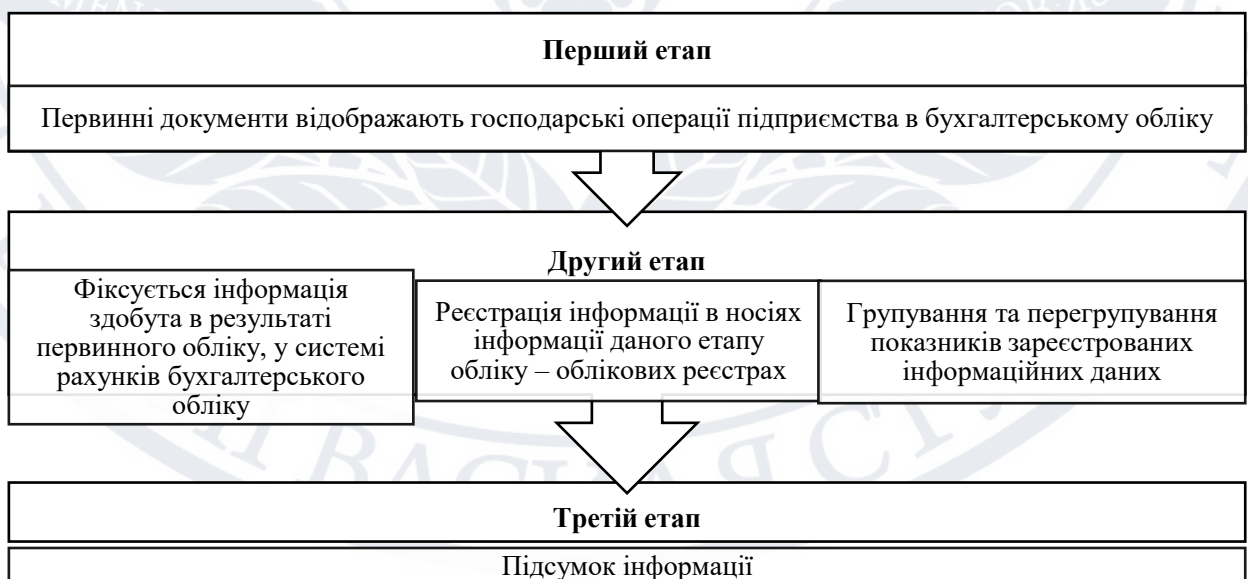 Перший етап
Первинні документи відображають господарські операції підприємства в бухгалтерському обліку
Другий етап
Фіксується інформація
здобута в результаті
первинного обліку, у системі
рахунків бухгалтерського
обліку
Реєстрація інформації в носіях
інформації даного етапу
обліку – облікових реєстрах
Групування та перегрупування
показників зареєстрованих
інформаційних даних
Третій етап
Підсумок інформації